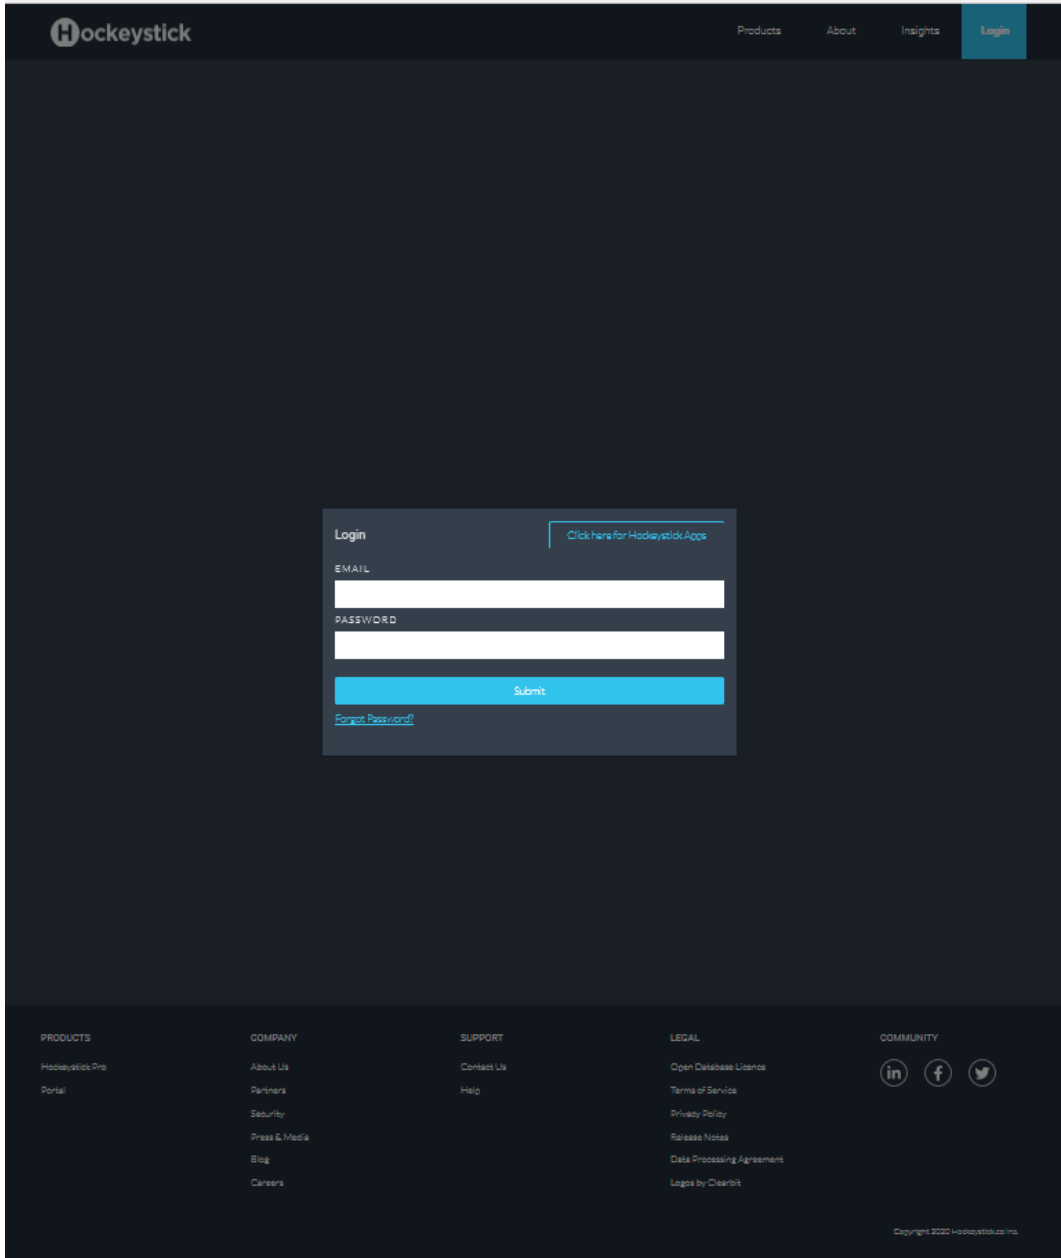 Hockeystick
Products About Insights Login
Login Click here for Hockeystick Apps
EMAIL
PASSWORD
Submit
Forgot Password?
PRODUCTS COMPANY SUPPORT LEGAL COMMUNITY
Hockeystick Pro About Us Contact Us Open Database Licence
Portal Partners Help Terms of Service
Security Privacy Policy
Press & Media Release Notes
Blog Data Processing Agreement
Careers Logos by Clearbit
Copyright 2020 Hockeystick.co Inc.